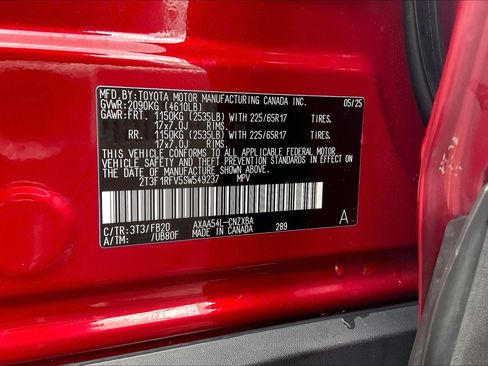 MFD.BY:TOYOTA MOTOR MANUFACTURING CANADA INC. 05/25
GVWR:2090KG (4610LB)
GAWR:FRT. 1150KG (2535LB) WITH 225/65R17 TIRES.
17x7.0J RIMS.
RR. 1150KG (2535LB) WITH 225/65R17 TIRES.
17x7.0J RIMS.
THIS VEHICLE CONFORMS TO ALL APPLICABLE FEDERAL MOTOR
VEHICLE SAFETY STANDARDS IN EFFECT ON
THE DATE OF MANUFACTURE SHOWN ABOVE.
2T3F1RFV5SW549237 MPV
C/TR:3T3/FB20 AXAA54L-CNZXBA A
A/TM: /UB80F MADE IN CANADA 289